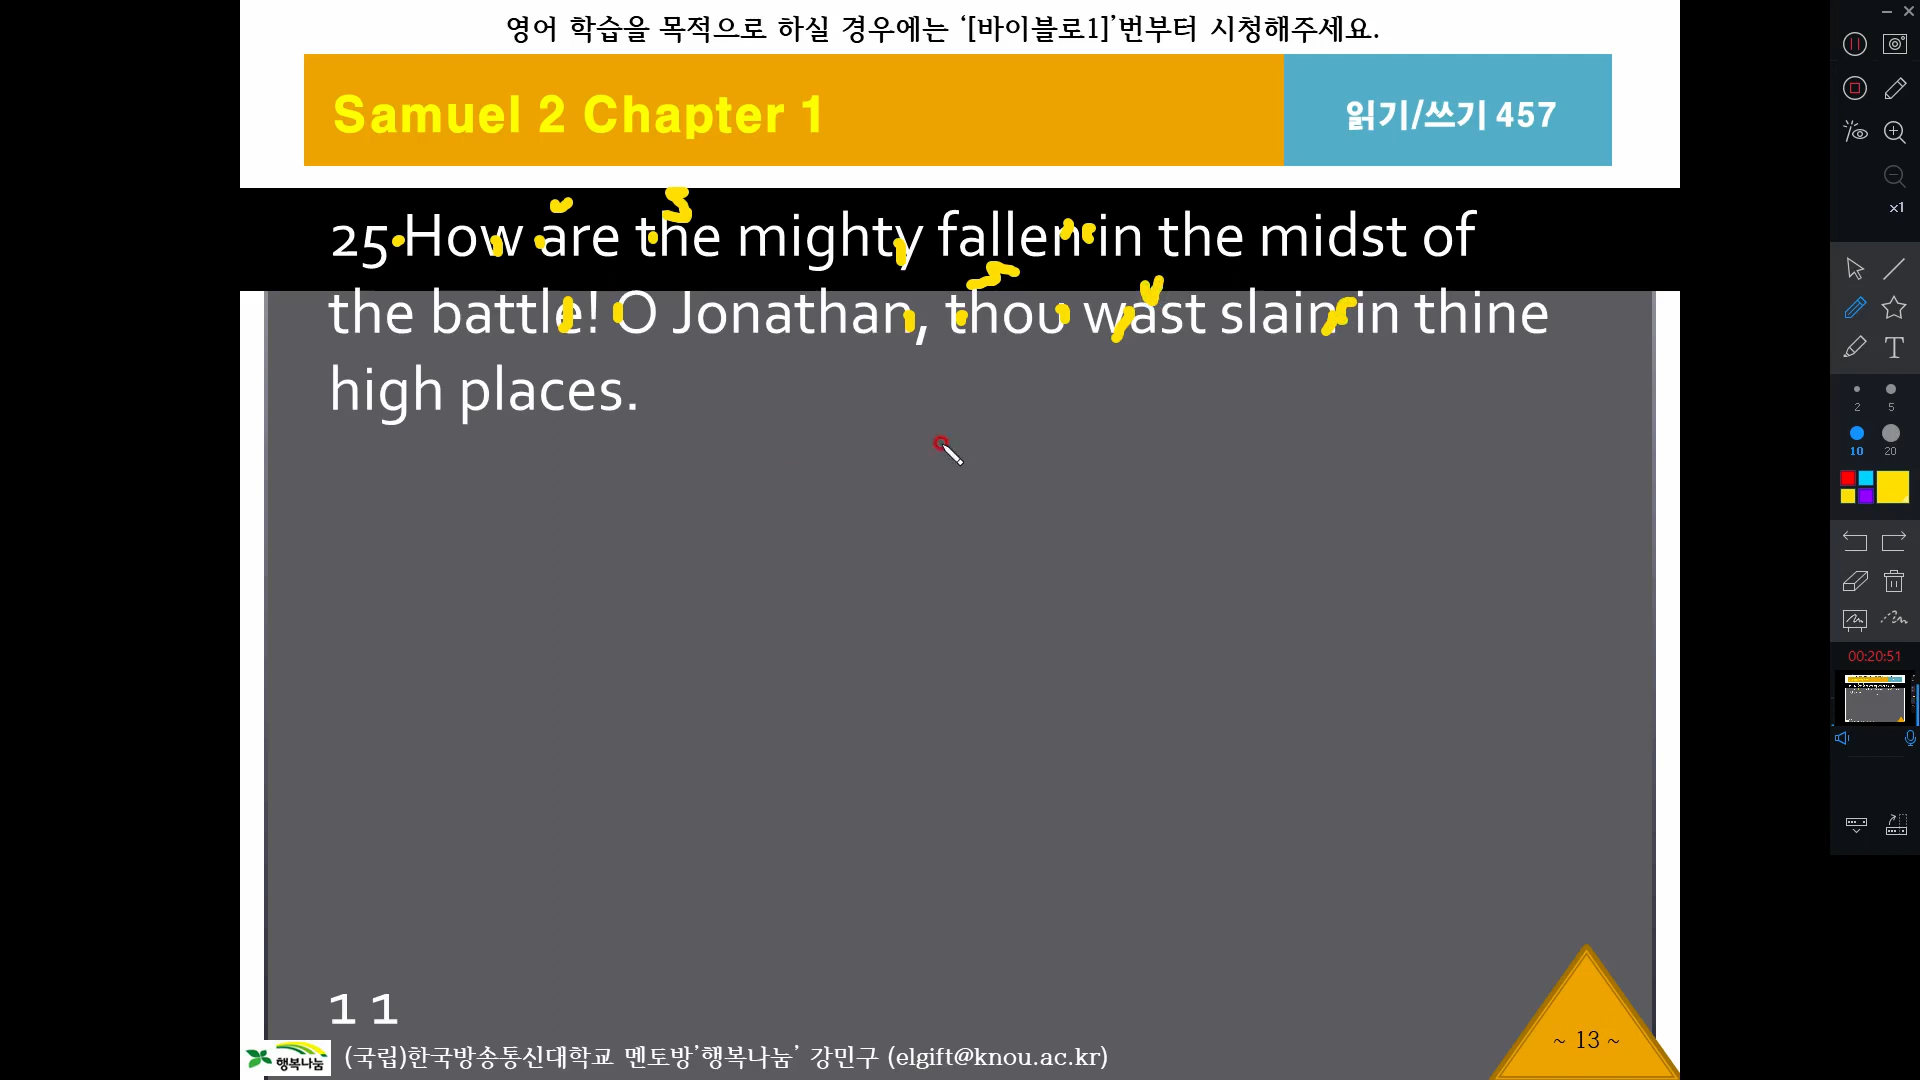 영어 학습을 목적으로 하실 경우에는 ‘[바이블로1]’번부터 시청해주세요.
Samuel 2 Chapter 1
읽기/쓰기 457
25 How are the mighty fallen in the midst of
the battle! O Jonathan, thou wast slain in thine
high places.
x1
T
2 5
10 20
00:20:51
1 1
~ 13 ~
행복나눔
(국립)한국방송통신대학교 멘토방’행복나눔’ 강민구 (elgift@knou.ac.kr)